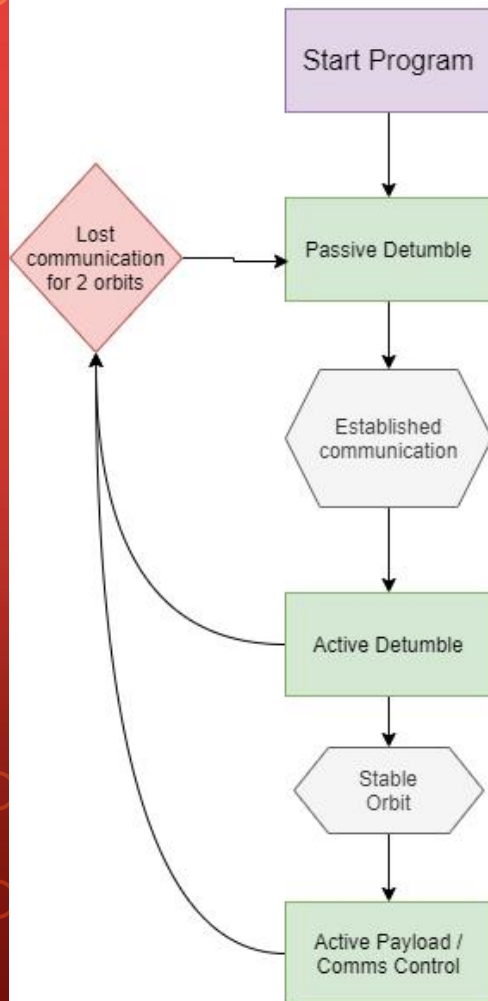 Start Program
Lost
communication
for 2 orbits
Passive Detumble
Established
communication
Active Detumble
Stable
Orbit
Active Payload /
Comms Control